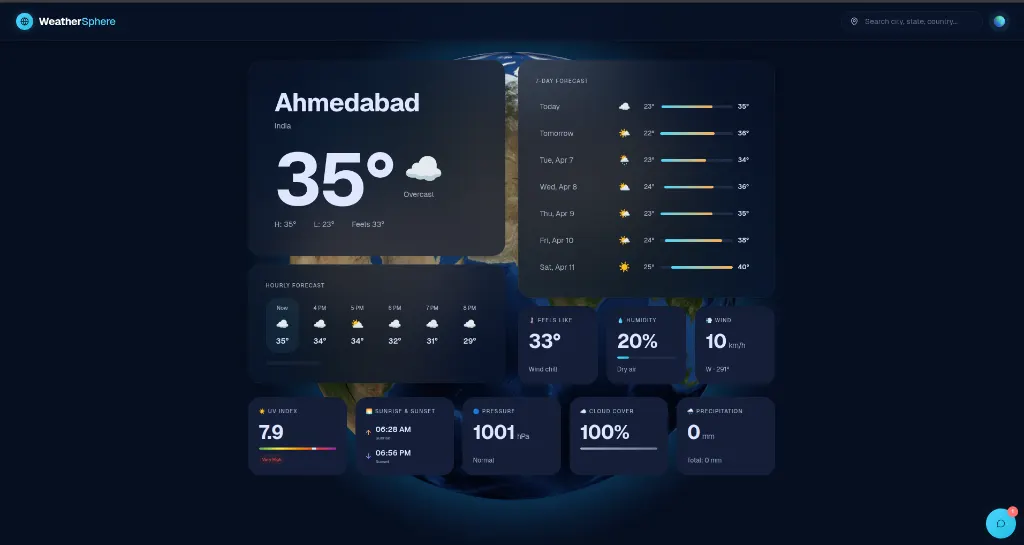 WeatherSphere
Search city, state, country...
Ahmedabad
India
35°
Overcast
H: 35° L: 23° Feels 33°
7-DAY FORECAST
Today 23° 35°
Tomorrow 22° 36°
Tue, Apr 7 23° 34°
Wed, Apr 8 24° 36°
Thu, Apr 9 23° 35°
Fri, Apr 10 24° 38°
Sat, Apr 11 25° 40°
HOURLY FORECAST
Now 4 PM 5 PM 6 PM 7 PM 8 PM
35° 34° 34° 32° 31° 29°
FEELS LIKE
33°
Wind chill
HUMIDITY
20%
Dry air
WIND
10 km/h
W · 291°
UV INDEX
7.9
Very High
SUNRISE & SUNSET
06:28 AM
Sunrise
06:56 PM
Sunset
PRESSURE
1001 hPa
Normal
CLOUD COVER
100%
PRECIPITATION
0 mm
Total: 0 mm